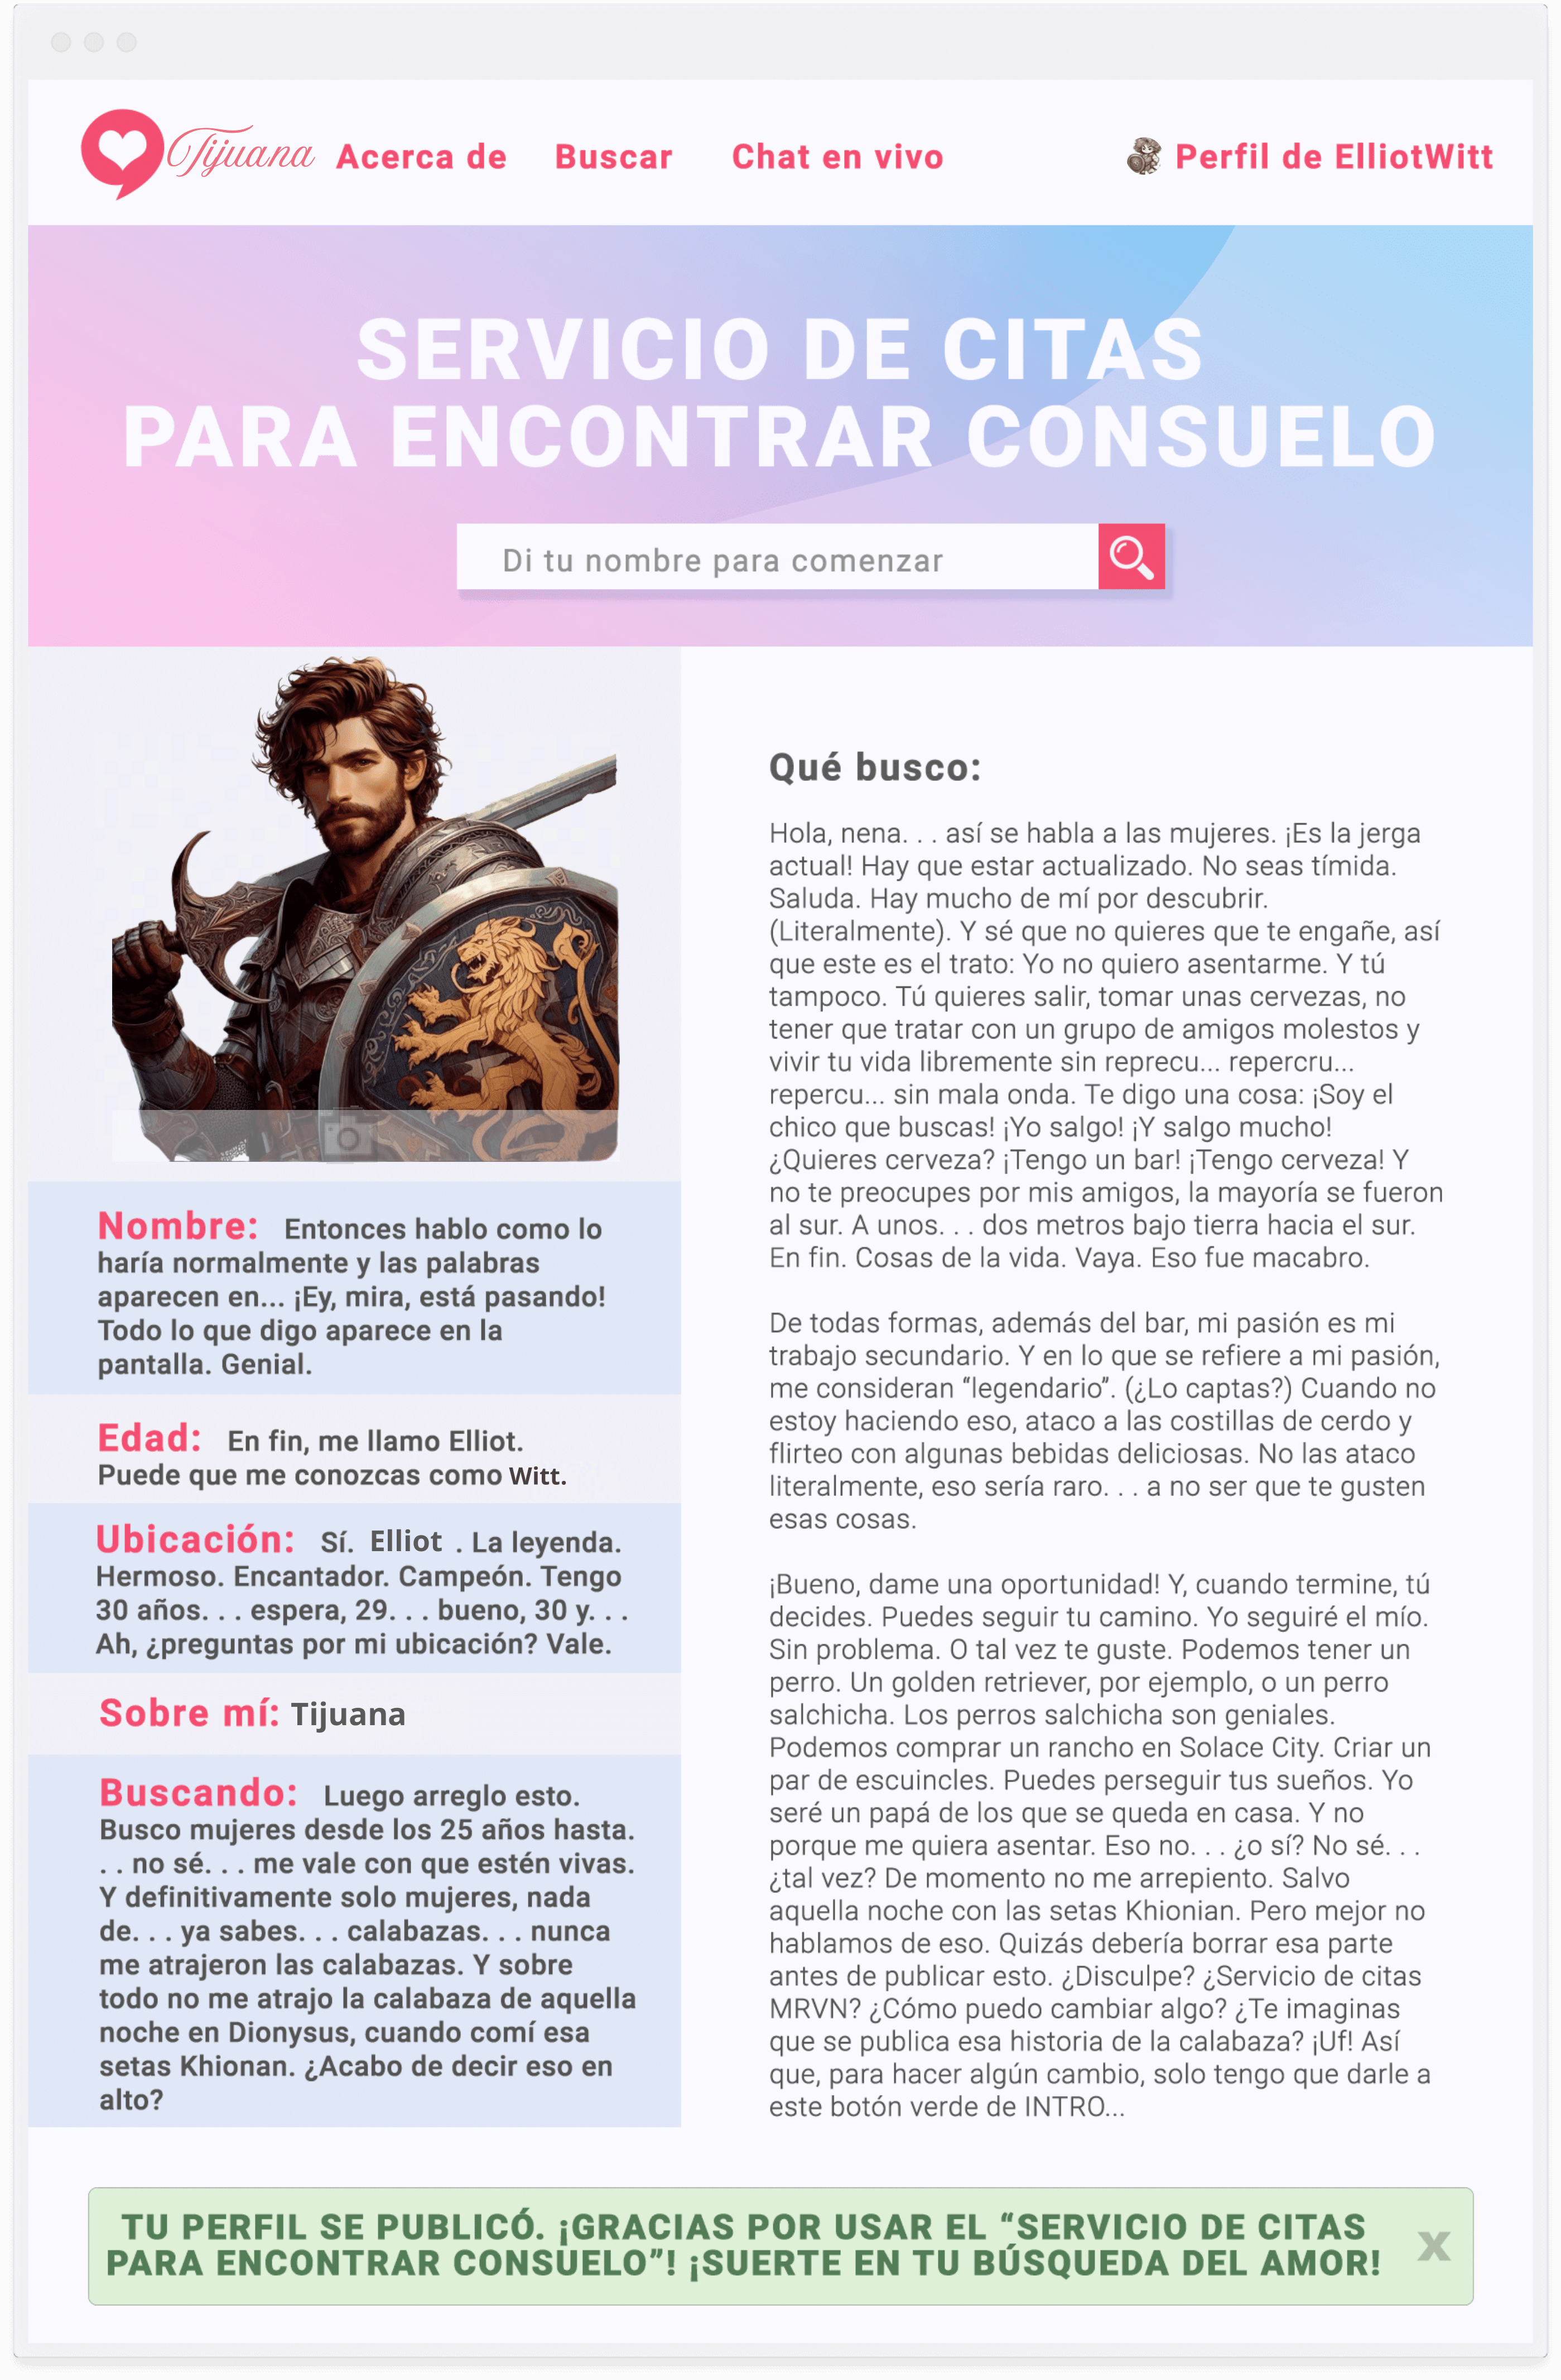 Tijuana Acerca de Buscar Chat en vivo Perfil de ElliotWitt
SERVICIO DE CITAS
PARA ENCONTRAR CONSUELO
Di tu nombre para comenzar
Nombre: Entonces hablo como lo
haría normalmente y las palabras
aparecen en... ¡Ey, mira, está pasando!
Todo lo que digo aparece en la
pantalla. Genial.
Edad: En fin, me llamo Elliot.
Puede que me conozcas como Witt.
Ubicación: Sí. Elliot . La leyenda.
Hermoso. Encantador. Campeón. Tengo
30 años. . . espera, 29. . . bueno, 30 y. . .
Ah, ¿preguntas por mi ubicación? Vale.
Sobre mí: Tijuana
Buscando: Luego arreglo esto.
Busco mujeres desde los 25 años hasta.
. . no sé. . . me vale con que estén vivas.
Y definitivamente solo mujeres, nada
de. . . ya sabes. . . calabazas. . . nunca
me atrajeron las calabazas. Y sobre
todo no me atrajo la calabaza de aquella
noche en Dionysus, cuando comí esa
setas Khionan. ¿Acabo de decir eso en
alto?
Qué busco:
Hola, nena. . . así se habla a las mujeres. ¡Es la jerga
actual! Hay que estar actualizado. No seas tímida.
Saluda. Hay mucho de mí por descubrir.
(Literalmente). Y sé que no quieres que te engañe, así
que este es el trato: Yo no quiero asentarme. Y tú
tampoco. Tú quieres salir, tomar unas cervezas, no
tener que tratar con un grupo de amigos molestos y
vivir tu vida libremente sin reprecu... repercru...
repercu... sin mala onda. Te digo una cosa: ¡Soy el
chico que buscas! ¡Yo salgo! ¡Y salgo mucho!
¿Quieres cerveza? ¡Tengo un bar! ¡Tengo cerveza! Y
no te preocupes por mis amigos, la mayoría se fueron
al sur. A unos. . . dos metros bajo tierra hacia el sur.
En fin. Cosas de la vida. Vaya. Eso fue macabro.
De todas formas, además del bar, mi pasión es mi
trabajo secundario. Y en lo que se refiere a mi pasión,
me consideran “legendario”. (¿Lo captas?) Cuando no
estoy haciendo eso, ataco a las costillas de cerdo y
flirteo con algunas bebidas deliciosas. No las ataco
literalmente, eso sería raro. . . a no ser que te gusten
esas cosas.
¡Bueno, dame una oportunidad! Y, cuando termine, tú
decides. Puedes seguir tu camino. Yo seguiré el mío.
Sin problema. O tal vez te guste. Podemos tener un
perro. Un golden retriever, por ejemplo, o un perro
salchicha. Los perros salchicha son geniales.
Podemos comprar un rancho en Solace City. Criar un
par de escuincles. Puedes perseguir tus sueños. Yo
seré un papá de los que se queda en casa. Y no
porque me quiera asentar. Eso no. . . ¿o sí? No sé. . .
¿tal vez? De momento no me arrepiento. Salvo
aquella noche con las setas Khionian. Pero mejor no
hablamos de eso. Quizás debería borrar esa parte
antes de publicar esto. ¿Disculpe? ¿Servicio de citas
MRVN? ¿Cómo puedo cambiar algo? ¿Te imaginas
que se publica esa historia de la calabaza? ¡Uf! Así
que, para hacer algún cambio, solo tengo que darle a
este botón verde de INTRO...
TU PERFIL SE PUBLICÓ. ¡GRACIAS POR USAR EL “SERVICIO DE CITAS
PARA ENCONTRAR CONSUELO”! ¡SUERTE EN TU BÚSQUEDA DEL AMOR!
X